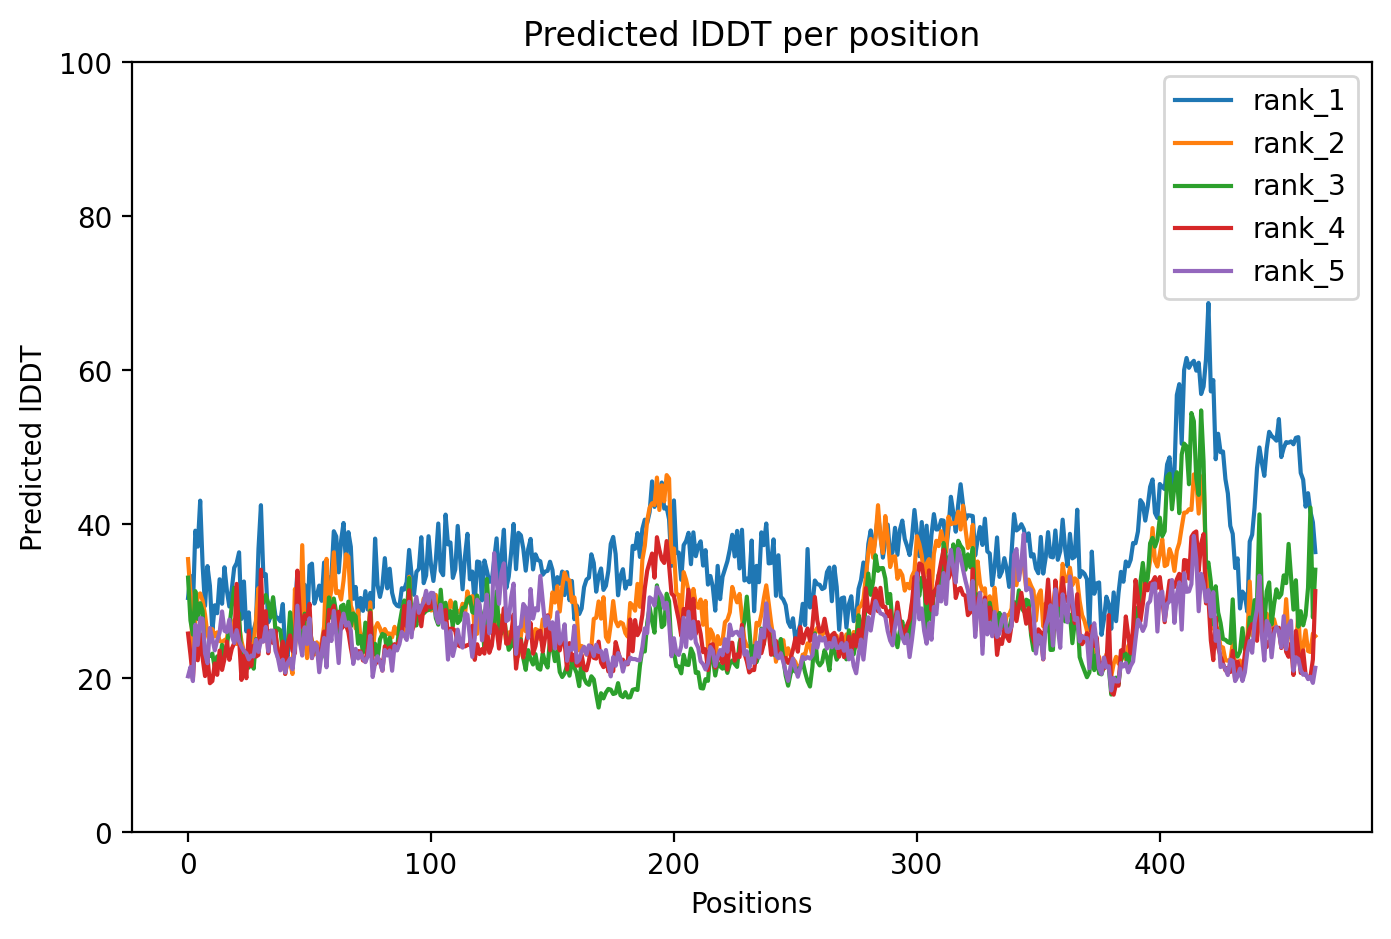 Predicted lDDT per position
100
80
60
40
20
0
Predicted lDDT
rank_1
rank_2
rank_3
rank_4
rank_5
0 100 200 300 400
Positions